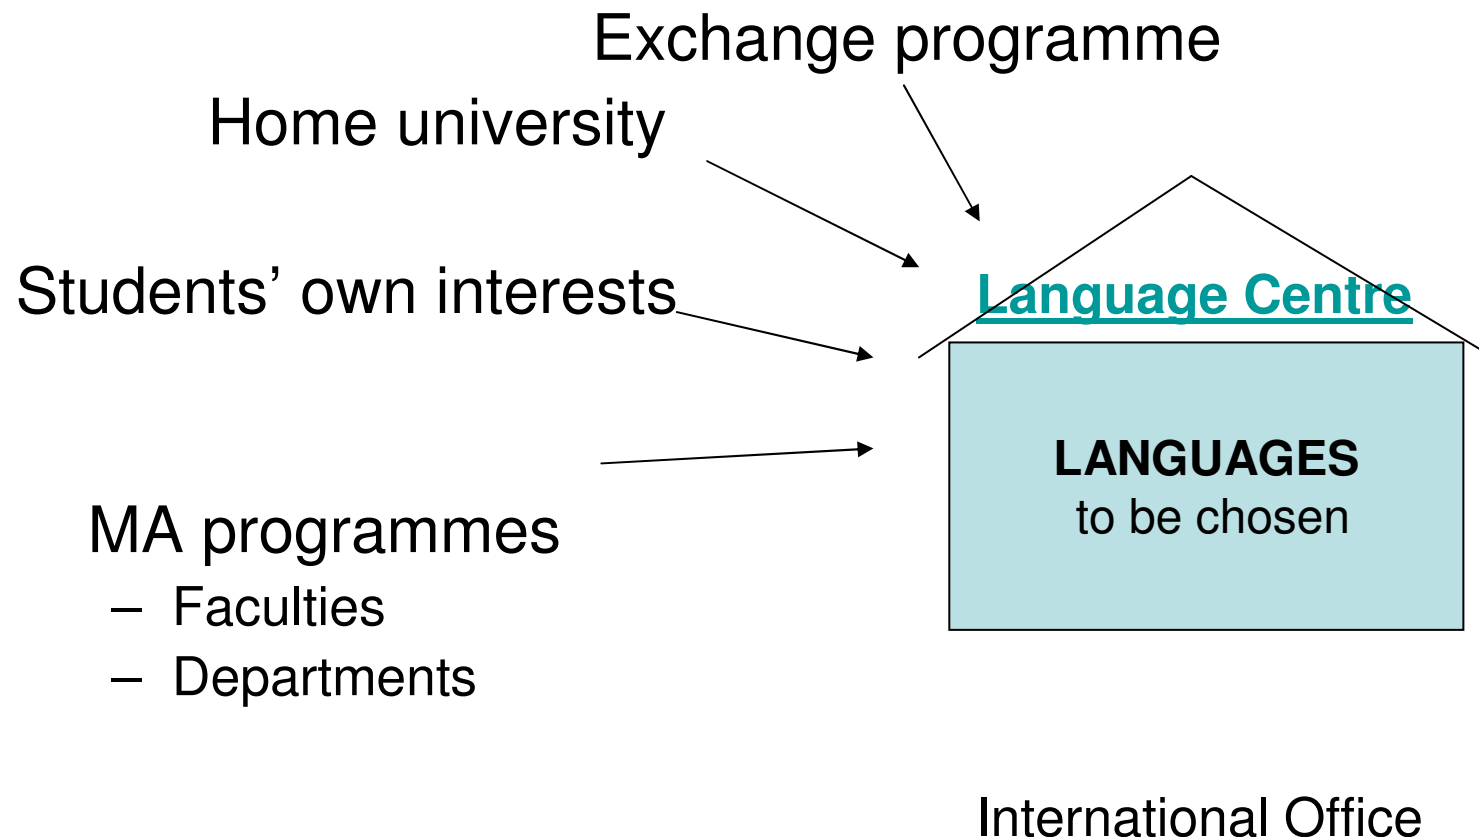 Exchange programme
Home university
Students’ own interests
Language Centre
LANGUAGES
to be chosen
MA programmes
– Faculties
– Departments
International Office